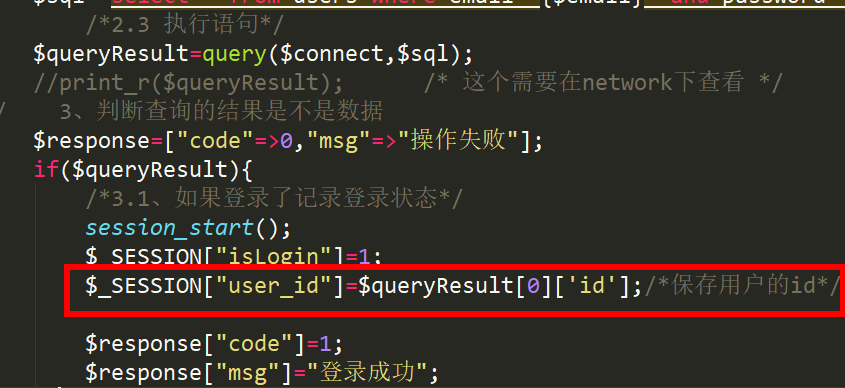 /*2.3 执行语句*/
$queryResult=query($connect,$sql);
//print_r($queryResult); /* 这个需要在network下查看 */
/ 3、判断查询的结果是不是数据
$response=["code"=>0,"msg"=>"操作失败"];
if($queryResult){
/*3.1、如果登录了记录登录状态*/
session_start();
$_SESSION["isLogin"]=1;
$_SESSION["user_id"]=$queryResult[0]['id'];/*保存用户的id*/
$response["code"]=1;
$response["msg"]="登录成功";